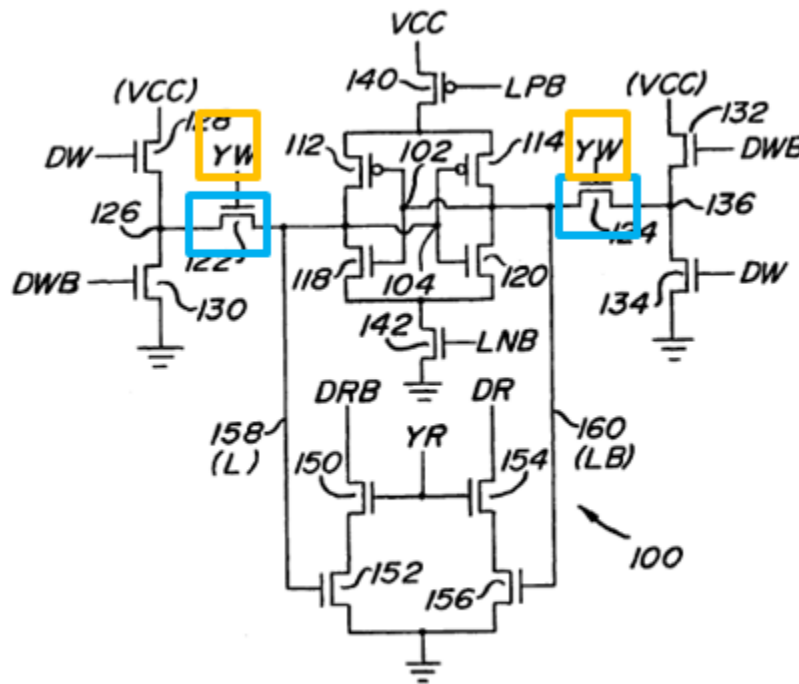 VCC
140 LPB
(VCC) (VCC)
128 132
DW YW 112 102 114 YW DWB
126 122 124 136
118 104 120
DWB 130 134 DW
142 LNB
DRB DR
158 YR 160
(L) 150 154 (LB)
100
152 156